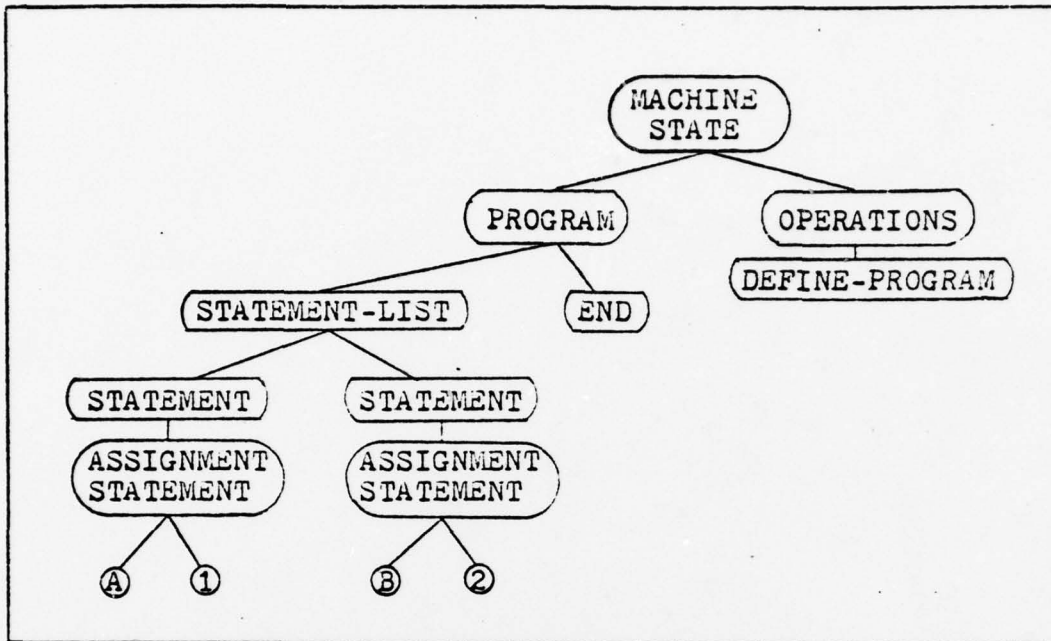 MACHINE
STATE
PROGRAM
OPERATIONS
DEFINE-PROGRAM
STATEMENT-LIST
END
STATEMENT
STATEMENT
ASSIGNMENT
STATEMENT
ASSIGNMENT
STATEMENT
A
1
B
2